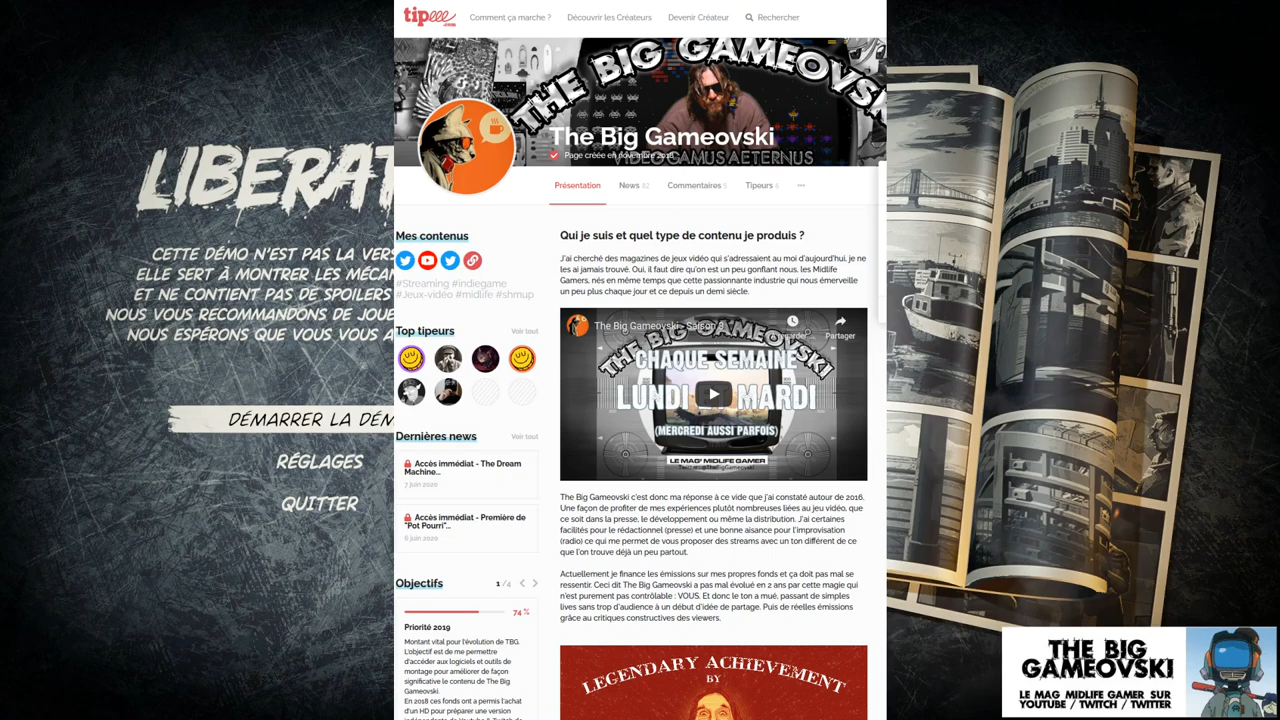 tipeee
.com
Comment ça marche ?
Découvrir les Créateurs
Devenir Créateur
Rechercher
THE BIG GAMEOVSKI
The Big Gameovski
Page créée en novembre 2018
VIDEOGAMUS AETERNUS
Présentation
News 82
Commentaires 5
Tipeurs 6
LIBERAT
CETTE DÉMO N'EST PAS LA VERS
ELLE SERT À MONTRER LES MÉCAN
ET NE CONTIENT PAS DE SPOILERS
NOUS VOUS RECOMMANDONS DE JOUE
NOUS ESPÉRONS QUE VOUS VOUS A
DÉMARRER LA DÉM
RÉGLAGES
QUITTER
Mes contenus
#Streaming #indiegame
#Jeux-vidéo #midlife #shmup
Top tipeurs
Voir tout
Dernières news
Voir tout
Accès immédiat - The Dream
Machine...
7 juin 2020
Accès immédiat - Première de
"Pot Pourri"...
6 juin 2020
Objectifs
1 /4
74 %
Priorité 2019
Montant vital pour l'évolution de TBG.
L'objectif est de me permettre
d'accéder aux logiciels et outils de
montage pour améliorer de façon
significative le contenu de The Big
Gameovski.
En 2018 ces fonds ont a permis l'achat
d'un HD pour préparer une version
Qui je suis et quel type de contenu je produis ?
J'ai cherché des magazines de jeux vidéo qui s'adressaient au moi d'aujourd'hui, je ne
les ai jamais trouvé. Oui, il faut dire qu'on est un peu gonflant nous, les Midlife
Gamers, nés en même temps que cette passionnante industrie qui nous émerveille
un peu plus chaque jour et ce depuis un demi siècle.
The Big Gameovski - Saison 3
Partager
THE BIG GAMEOVSKI
CHAQUE SEMAINE
LUNDI MARDI
(MERCREDI AUSSI PARFOIS)
LE MAG' MIDLIFE GAMER
Twitter : @TheBigGameovski
The Big Gameovski c'est donc ma réponse à ce vide que j'ai constaté autour de 2016.
Une façon de profiter de mes expériences plutôt nombreuses liées au jeu vidéo, que
ce soit dans la presse, le développement ou même la distribution. J'ai certaines
facilités pour le rédactionnel (presse) et une bonne aisance pour l'improvisation
(radio) ce qui me permet de vous proposer des streams avec un ton différent de ce
que l'on trouve déjà un peu partout.
Actuellement je finance les émissions sur mes propres fonds et ça doit pas mal se
ressentir. Ceci dit The Big Gameovski a pas mal évolué en 2 ans par cette magie qui
n'est purement pas contrôlable : VOUS. Et donc le ton a mué, passant de simples
lives sans trop d'audience à un début d'idée de partage. Puis de réelles émissions
grâce au critiques constructives des viewers.
LEGENDARY ACHIEVEMENT
BY
THE BIG
GAMEOVSKI
LE MAG MIDLIFE GAMER SUR
YOUTUBE / TWITCH / TWITTER